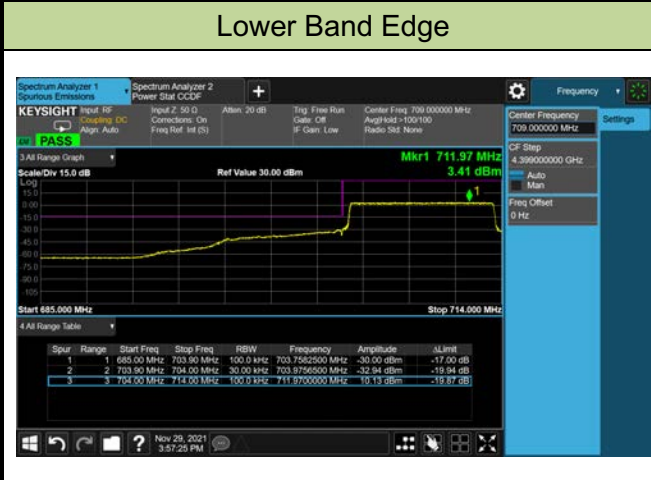 Lower Band Edge
Spectrum Analyzer 1
Spurious Emissions
Spectrum Analyzer 2
Power Stat CCDF
+
Frequency
KEYSIGHT
Input: RF
Coupling: DC
Align: Auto
Input Z: 50 Ω
Corrections: On
Freq Ref: Int (S)
Atten: 20 dB
Trig: Free Run
Gate: Off
IF Gain: Low
Center Freq: 709.000000 MHz
Avg|Hold:>100/100
Radio Std: None
PASS
Center Frequency
709.000000 MHz
Settings
CF Step
4.399000000 GHz
Auto
Man
Freq Offset
0 Hz
3 All Range Graph
Mkr1 711.97 MHz
3.41 dBm
Scale/Div 15.0 dB
Ref Value 30.00 dBm
Log
15.0
0.00
-15.0
-30.0
-45.0
-60.0
-75.0
-90.0
-105
1
Start 685.000 MHz
Stop 714.000 MHz
4 All Range Table
Spur Range Start Freq Stop Freq RBW Frequency Amplitude ΔLimit
1 1 685.00 MHz 703.90 MHz 100.0 kHz 703.7582500 MHz -30.00 dBm -17.00 dB
2 2 703.90 MHz 704.00 MHz 30.00 kHz 703.9756500 MHz -32.94 dBm -19.94 dB
3 3 704.00 MHz 714.00 MHz 100.0 kHz 711.9700000 MHz 10.13 dBm -19.87 dB
?
Nov 29, 2021
3:57:25 PM